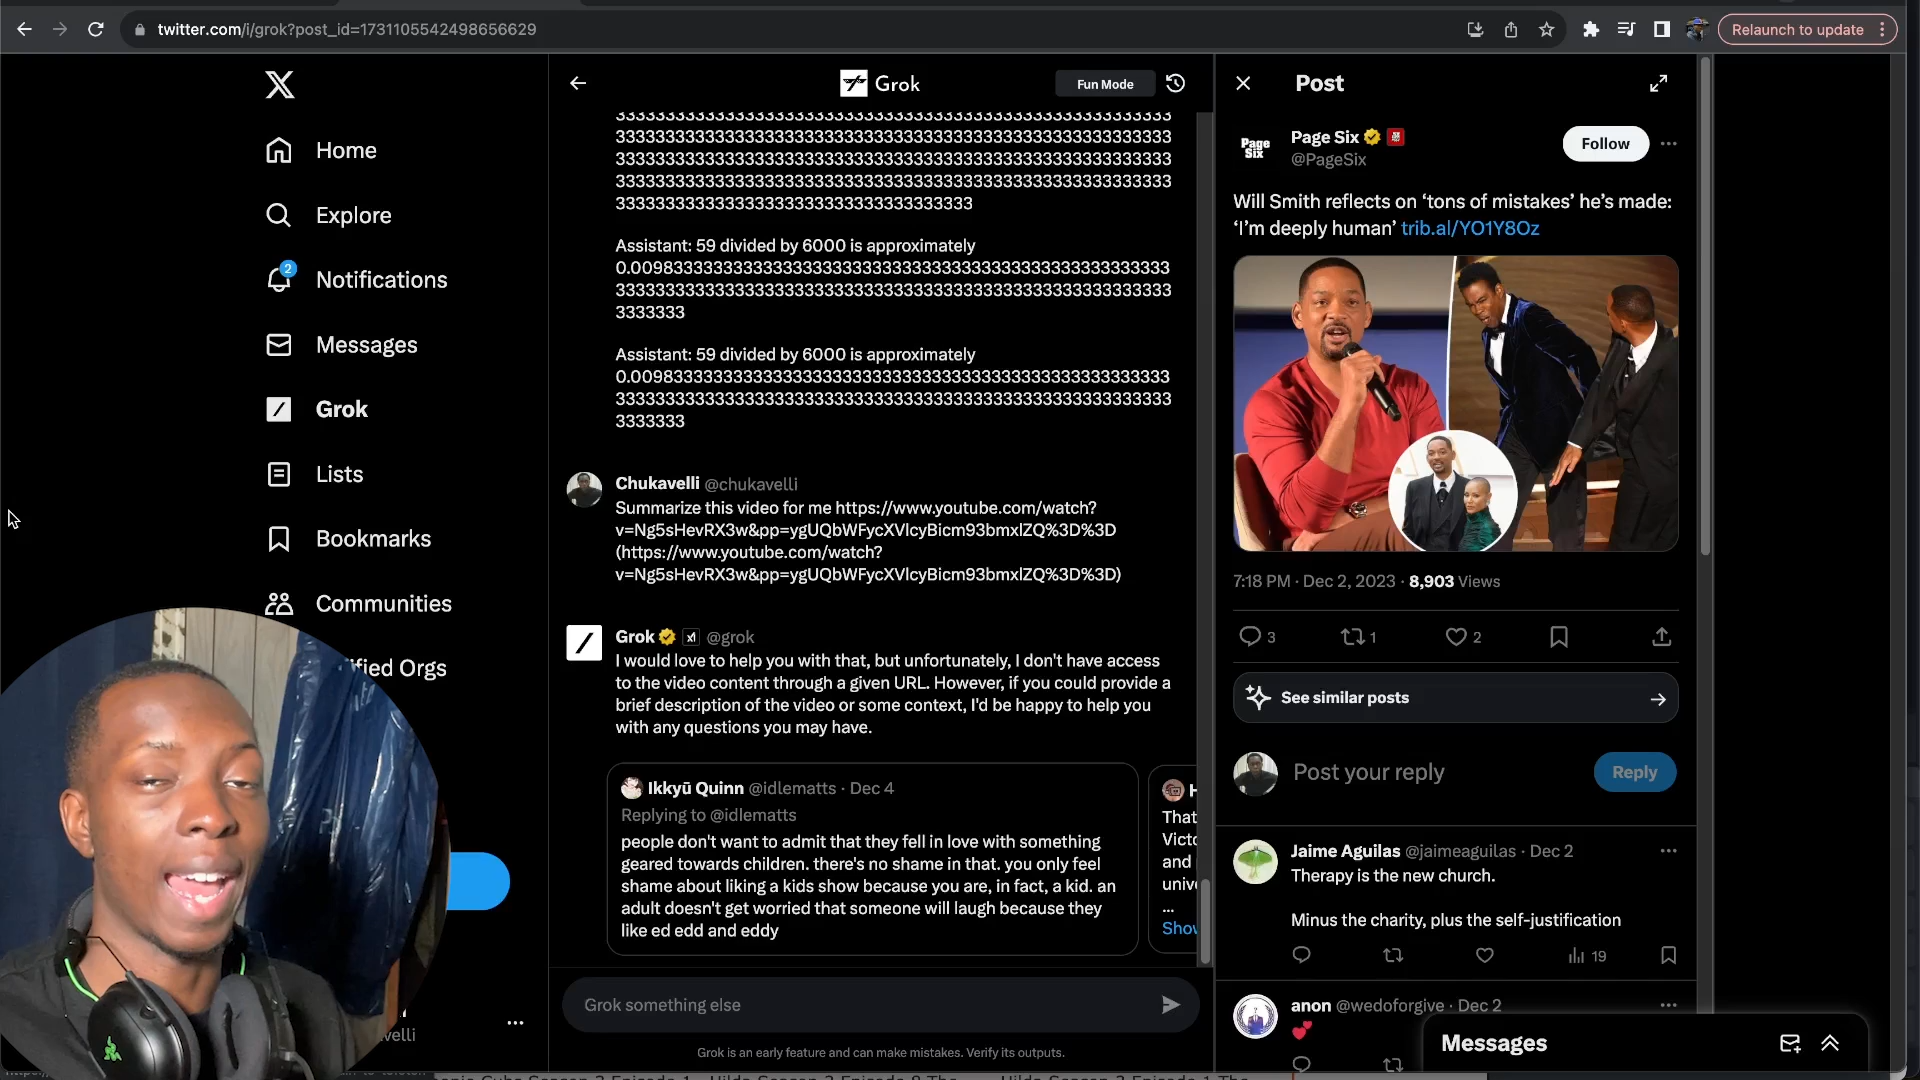 twitter.com/i/grok?post_id=1731105542498656629
Relaunch to update
Home
Explore
2
Notifications
Messages
Grok
Lists
Bookmarks
Communities
Grok
Fun Mode
Assistant: 59 divided by 6000 is approximately
Assistant: 59 divided by 6000 is approximately
3333333
Chukavelli @chukavelli
Summarize this video for me https://www.youtube.com/watch?
v=Ng5sHevRX3w&pp=ygUQbWFycXVlcyBicm93bmxlZQ%3D%3D
(https://www.youtube.com/watch?
v=Ng5sHevRX3w&pp=ygUQbWFycXVlcyBicm93bmxlZQ%3D%3D)
Grok @grok
I would love to help you with that, but unfortunately, I don't have access
to the video content through a given URL. However, if you could provide a
brief description of the video or some context, I'd be happy to help you
with any questions you may have.
Ikkyū Quinn @idlematts · Dec 4
Replying to @idlematts
people don't want to admit that they fell in love with something
geared towards children. there's no shame in that. you only feel
shame about liking a kids show because you are, in fact, a kid. an
adult doesn't get worried that someone will laugh because they
like ed edd and eddy
That
and
...
Grok something else
Grok is an early feature and can make mistakes. Verify its outputs.
Post
Page Six
Page Six
@PageSix
Follow
Will Smith reflects on ‘tons of mistakes’ he’s made:
‘I’m deeply human’ trib.al/YO1Y8Oz
7:18 PM · Dec 2, 2023 · 8,903 Views
3 1 2
See similar posts
Post your reply
Reply
Jaime Aguilas @jaimeaguilas · Dec 2
Therapy is the new church.
Minus the charity, plus the self-justification
19
anon @wedoforgive · Dec 2
Messages